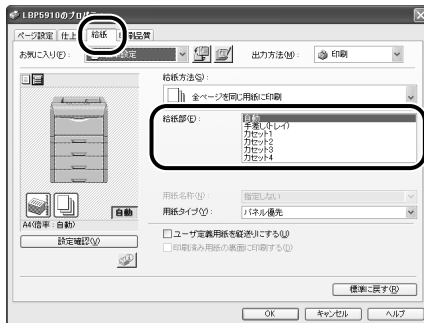 LBP5910のプロパティ
ページ設定 仕上 給紙 印刷品質
お気に入り(F): 設定 出力方法(M): 印刷
給紙方法(S):
全ページを同じ用紙に印刷
給紙部(E): 自動
手差し(トレイ)
カセット1
カセット2
カセット3
カセット4
自動
A4(倍率:自動)
設定確認(V)
用紙名称(N): 指定しない
用紙タイプ(Y): パネル優先
ユーザ定義用紙を縦送りにする(U)
印刷済み用紙の裏面に印刷する(D)
標準に戻す(R)
OK キャンセル ヘルプ